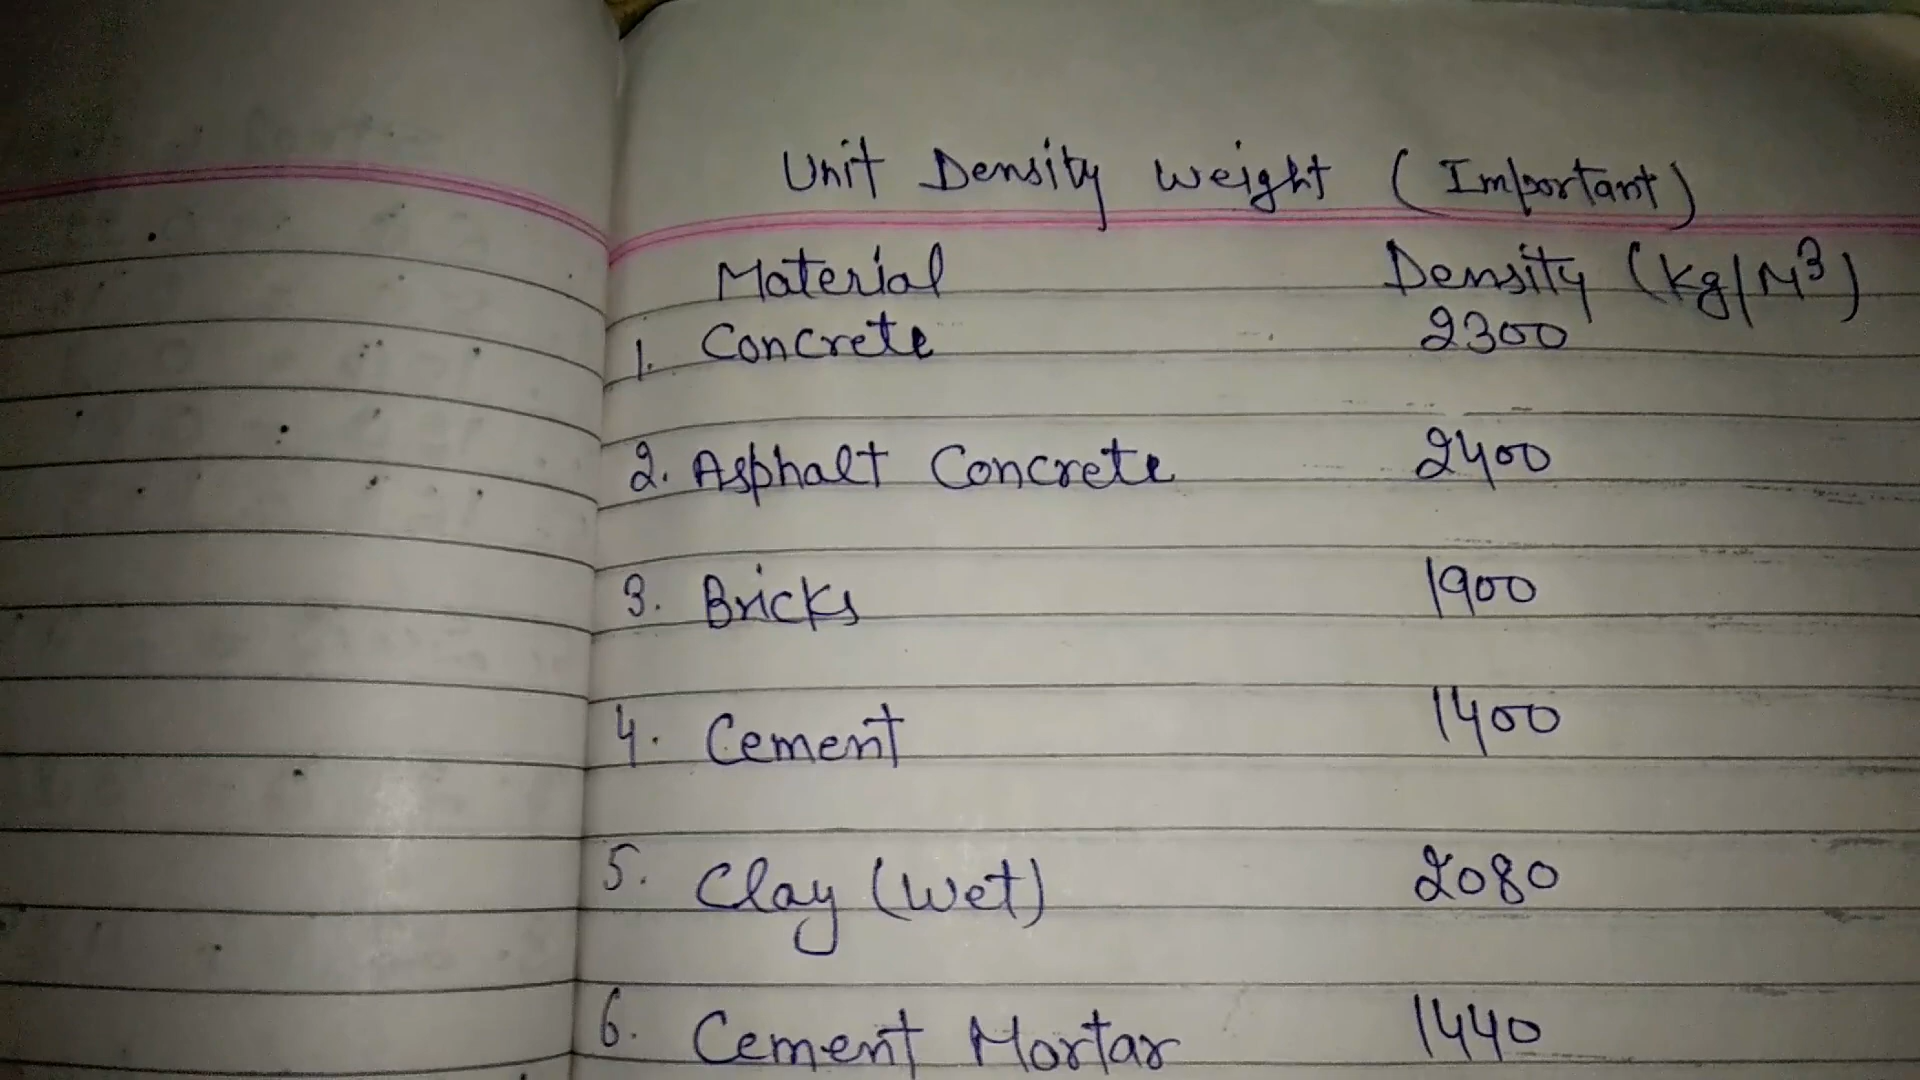 Unit Density Weight (Important)
Material Density (Kg/M³)
1. Concrete 2300
2. Asphalt Concrete 2400
3. Bricks 1900
4. Cement 1400
5. Clay (Wet) 2080
6. Cement Mortar 1440